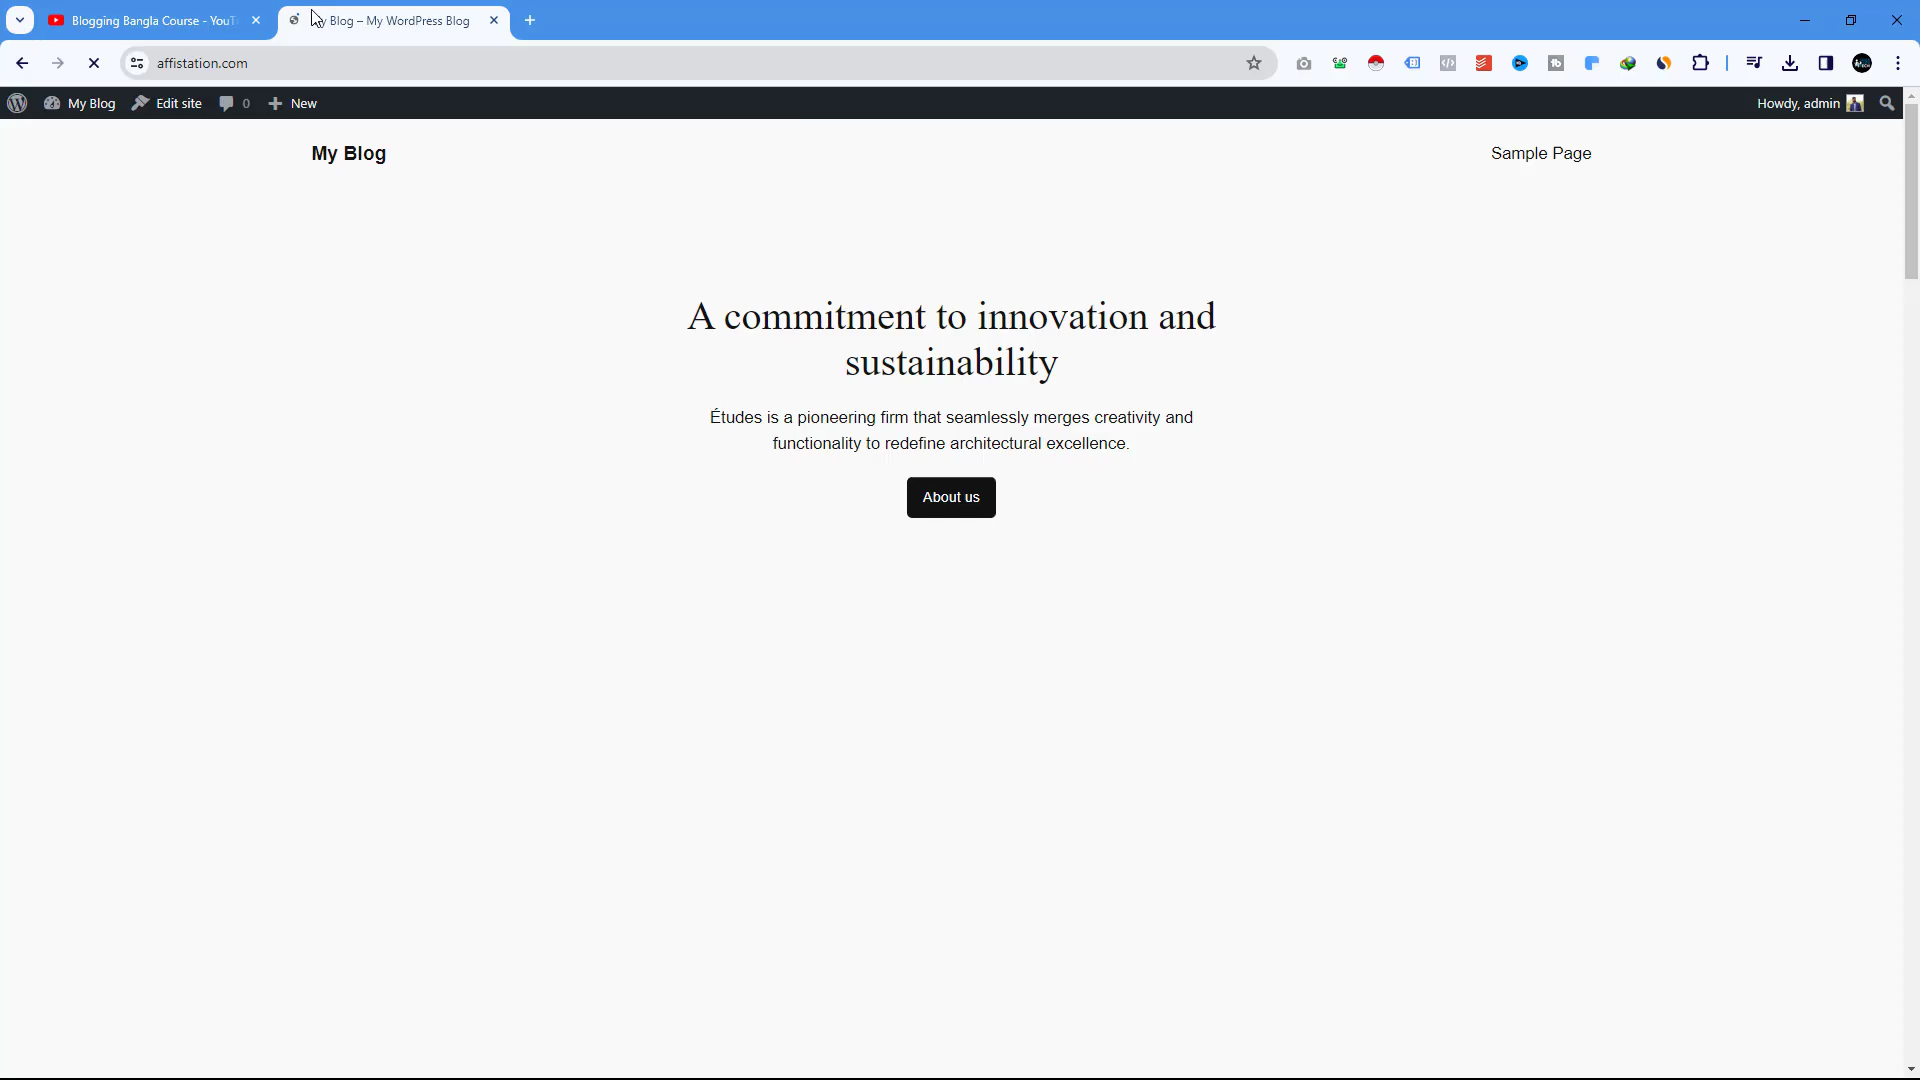 Blogging Bangla Course - YouT
Blog – My WordPress Blog
affistation.com
My Blog
Edit site
0
New
Howdy, admin
My Blog
Sample Page
A commitment to innovation and
sustainability
Études is a pioneering firm that seamlessly merges creativity and
functionality to redefine architectural excellence.
About us